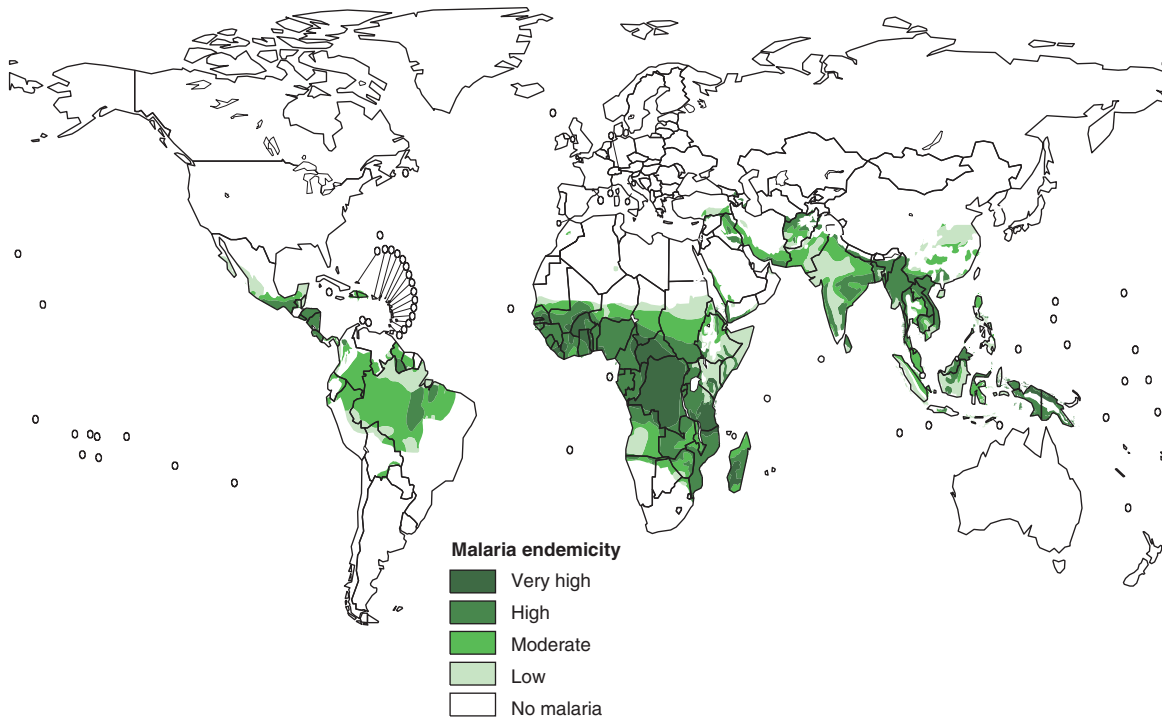 Malaria endemicity
Very high
High
Moderate
Low
No malaria